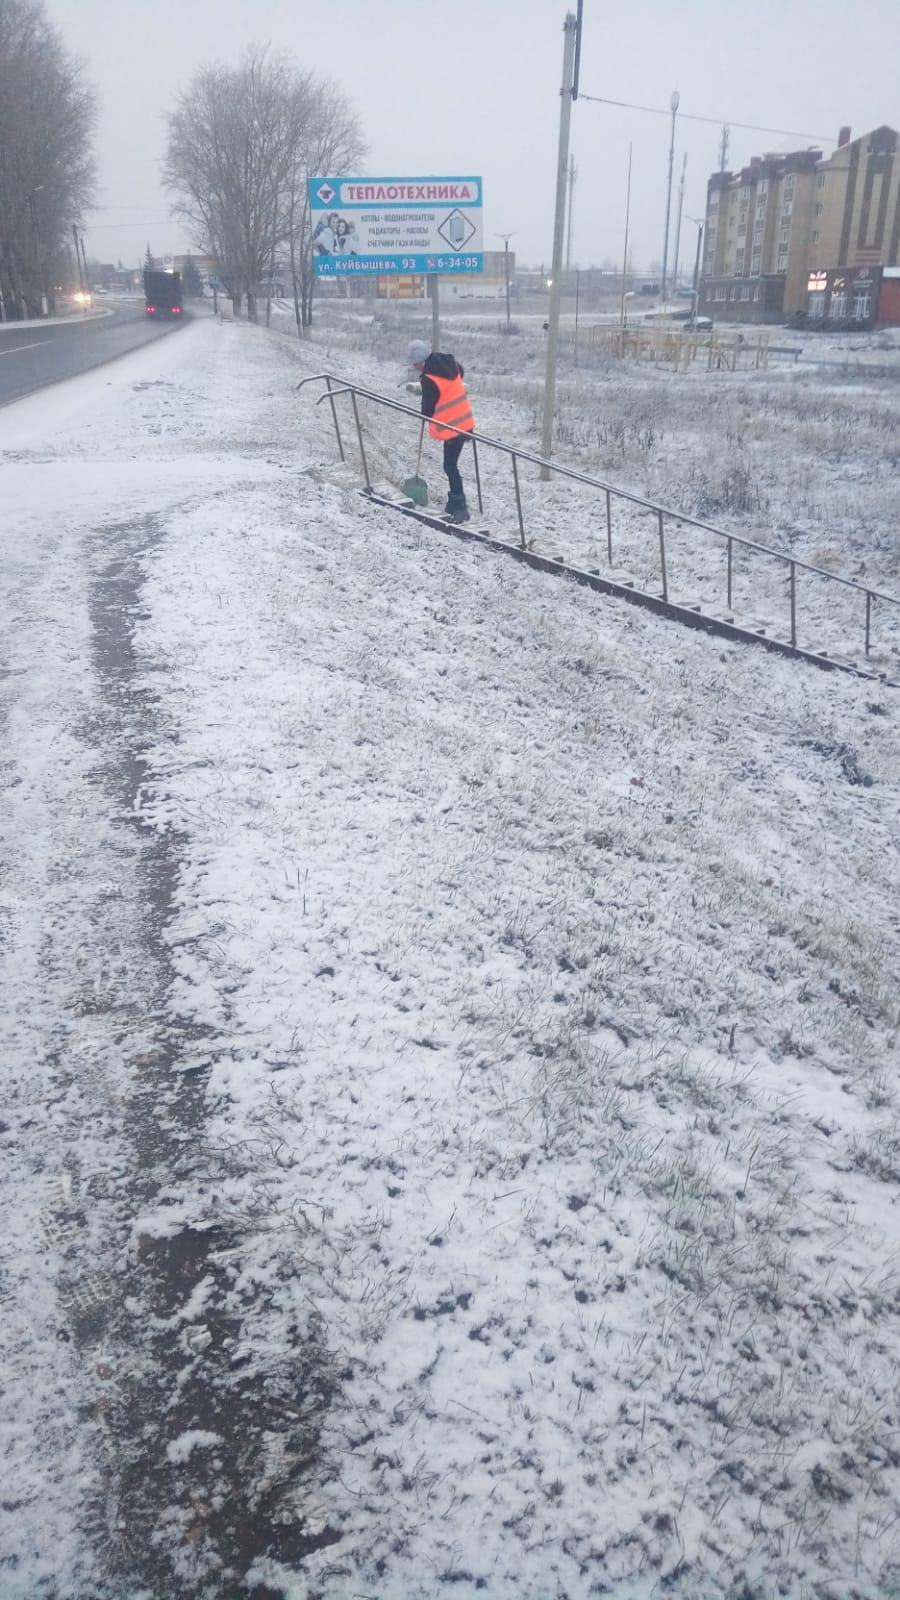 ТЕПЛОТЕХНИКА
КОТЛЫ - ВОДОНАГРЕВАТЕЛИ
РАДИАТОРЫ - НАСОСЫ
СЧЕТЧИКИ ГАЗА И ВОДЫ
ул. КУЙБЫШЕВА, 93 6-34-05